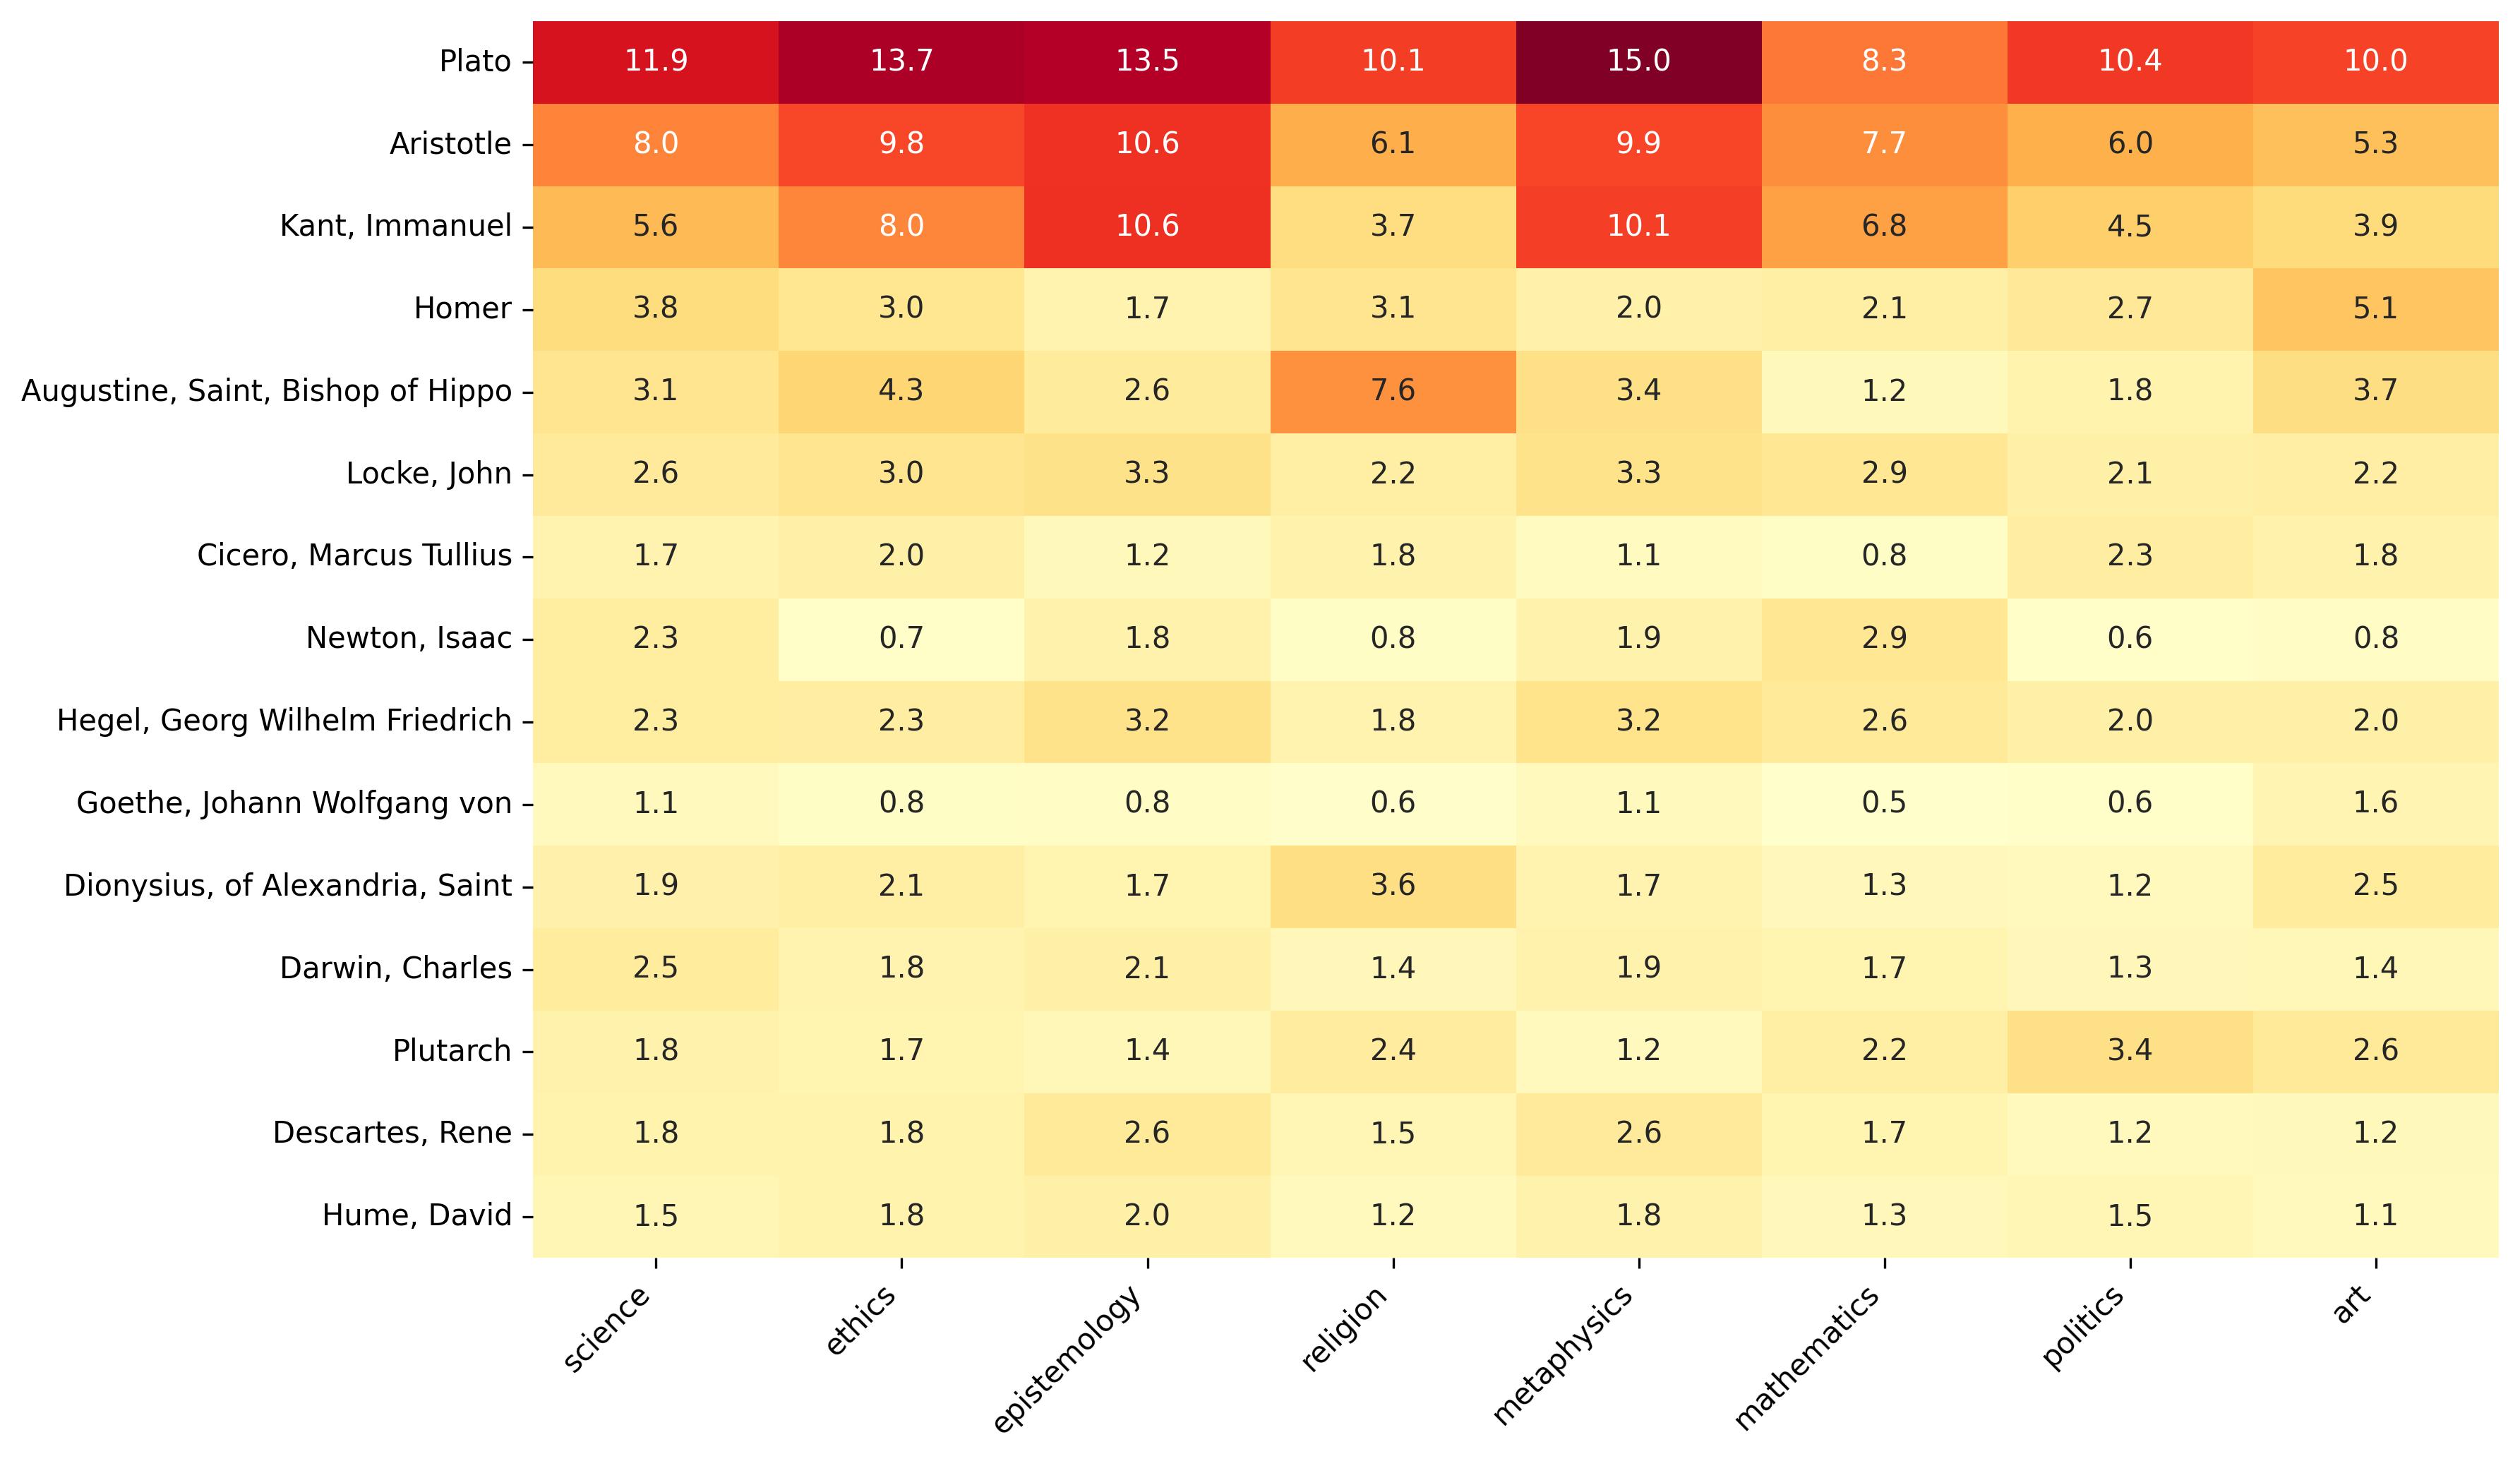 Plato 11.9 13.7 13.5 10.1 15.0 8.3 10.4 10.0
Aristotle 8.0 9.8 10.6 6.1 9.9 7.7 6.0 5.3
Kant, Immanuel 5.6 8.0 10.6 3.7 10.1 6.8 4.5 3.9
Homer 3.8 3.0 1.7 3.1 2.0 2.1 2.7 5.1
Augustine, Saint, Bishop of Hippo 3.1 4.3 2.6 7.6 3.4 1.2 1.8 3.7
Locke, John 2.6 3.0 3.3 2.2 3.3 2.9 2.1 2.2
Cicero, Marcus Tullius 1.7 2.0 1.2 1.8 1.1 0.8 2.3 1.8
Newton, Isaac 2.3 0.7 1.8 0.8 1.9 2.9 0.6 0.8
Hegel, Georg Wilhelm Friedrich 2.3 2.3 3.2 1.8 3.2 2.6 2.0 2.0
Goethe, Johann Wolfgang von 1.1 0.8 0.8 0.6 1.1 0.5 0.6 1.6
Dionysius, of Alexandria, Saint 1.9 2.1 1.7 3.6 1.7 1.3 1.2 2.5
Darwin, Charles 2.5 1.8 2.1 1.4 1.9 1.7 1.3 1.4
Plutarch 1.8 1.7 1.4 2.4 1.2 2.2 3.4 2.6
Descartes, Rene 1.8 1.8 2.6 1.5 2.6 1.7 1.2 1.2
Hume, David 1.5 1.8 2.0 1.2 1.8 1.3 1.5 1.1
science ethics epistemology religion metaphysics mathematics politics art